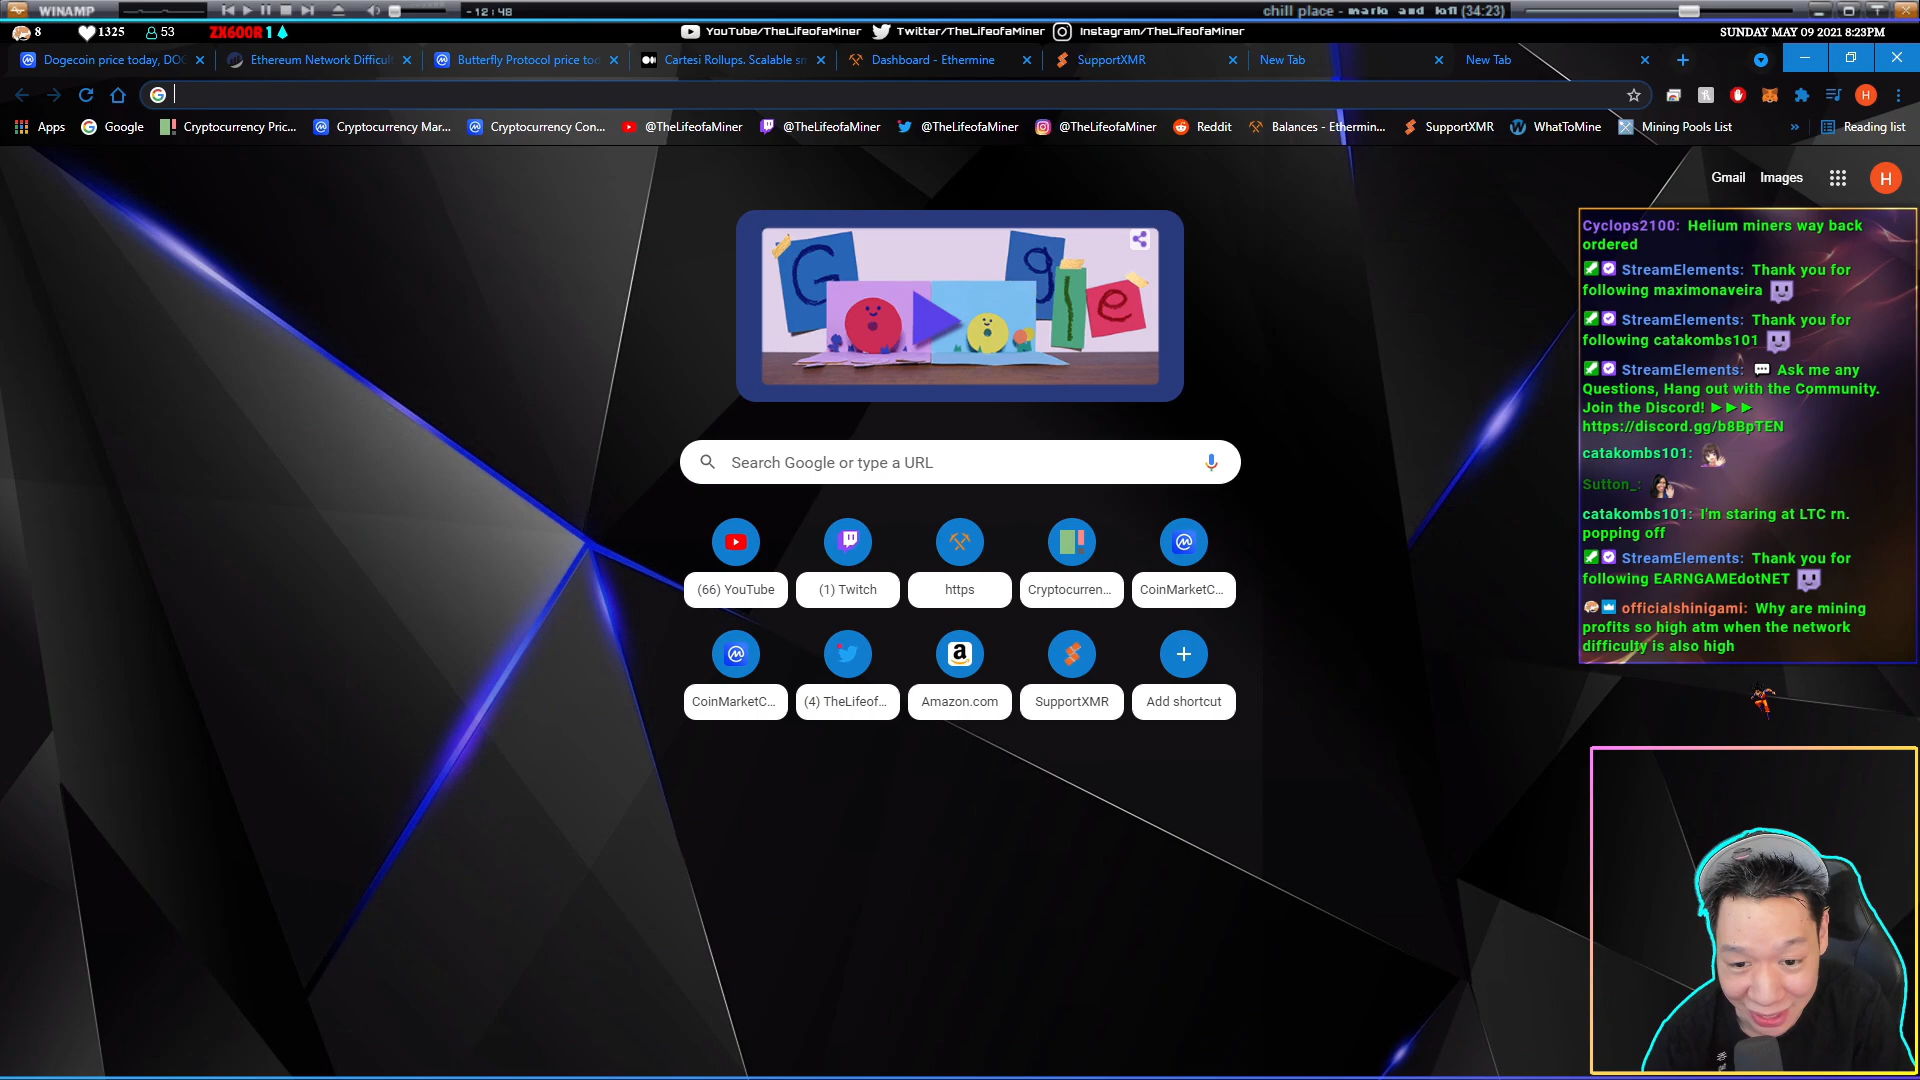 WINAMP
- 12:48
chill place - mario and lofi (34:23)
8
1325
53
ZX600R 1
YouTube/TheLifeofaMiner
Twitter/TheLifeofaMiner
Instagram/TheLifeofaMiner
SUNDAY MAY 09 2021 8:23PM
Dogecoin price today, DO
Ethereum Network Difficul
Butterfly Protocol price tod
Cartesi Rollups. Scalable sm
Dashboard - Ethermine
SupportXMR
New Tab
New Tab
Apps
Google
Cryptocurrency Pric...
Cryptocurrency Mar...
Cryptocurrency Con...
@TheLifeofaMiner
@TheLifeofaMiner
@TheLifeofaMiner
@TheLifeofaMiner
Reddit
Balances - Ethermin...
SupportXMR
WhatToMine
Mining Pools List
»
Reading list
Gmail
Images
H
H
G g l e
Search Google or type a URL
(66) YouTube
(1) Twitch
https
Cryptocurren...
CoinMarketC...
CoinMarketC...
(4) TheLifeof...
Amazon.com
SupportXMR
Add shortcut
Cyclops2100: Helium miners way back
ordered
StreamElements: Thank you for
following maximonaveira
StreamElements: Thank you for
following catakombs101
StreamElements: Ask me any
Questions, Hang out with the Community.
Join the Discord! ►►►
https://discord.gg/b8BpTEN
catakombs101:
Sutton_:
catakombs101: I'm staring at LTC rn.
popping off
StreamElements: Thank you for
following EARNGAMEdotNET
officialshinigami: Why are mining
profits so high atm when the network
difficulty is also high